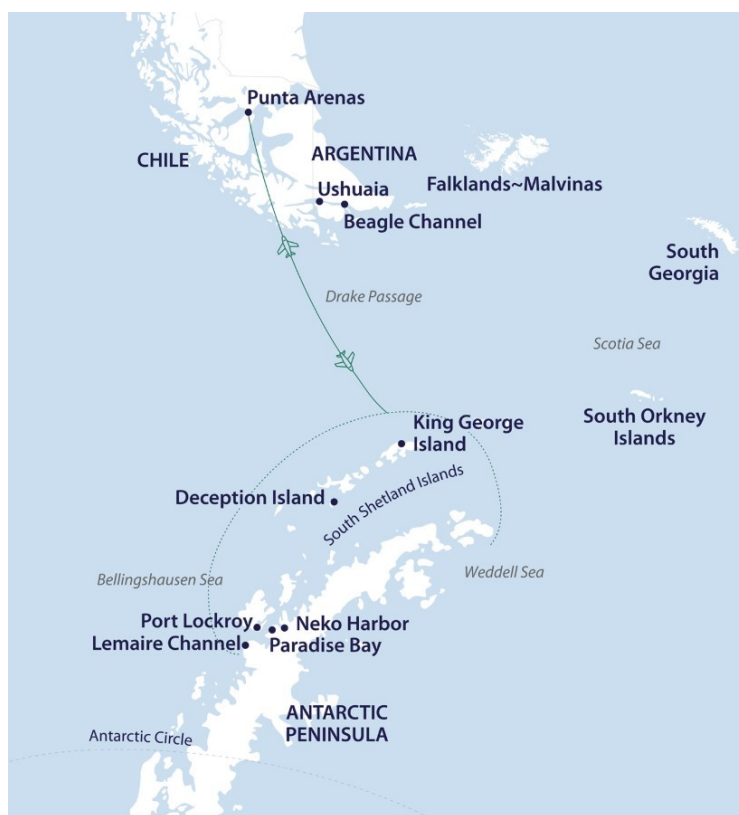 Punta Arenas
CHILE
ARGENTINA
Ushuaia
Falklands~Malvinas
Beagle Channel
South
Georgia
Drake Passage
Scotia Sea
King George
Island
South Orkney
Islands
Deception Island
South Shetland Islands
Bellingshausen Sea
Weddell Sea
Port Lockroy
Neko Harbor
Lemaire Channel
Paradise Bay
ANTARCTIC
PENINSULA
Antarctic Circle